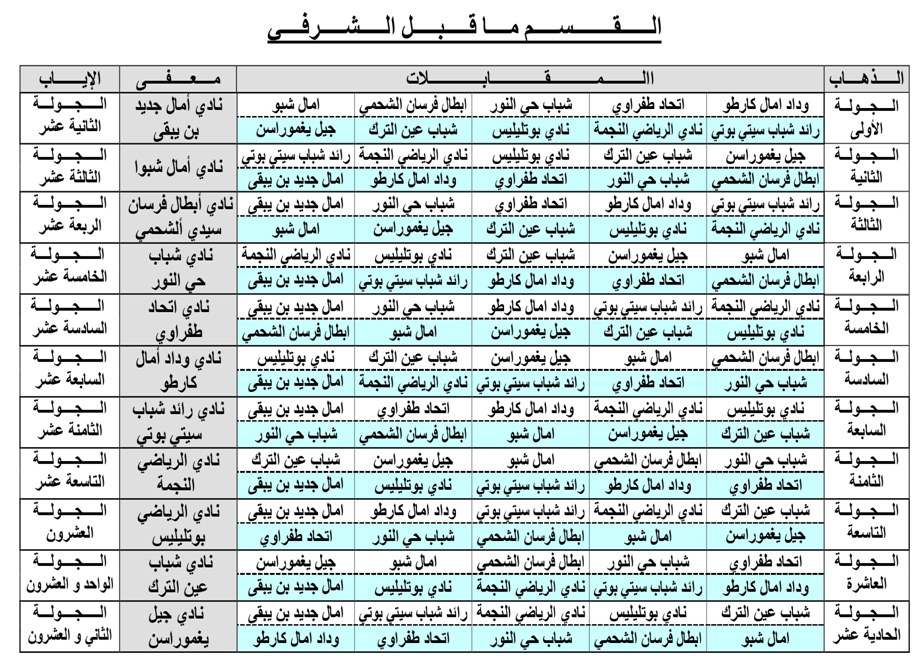 القسم ما قبل الشرفي
الذهاب المقابلات معفى الإياب
الجولة الأولى وداد امال كارطو اتحاد طفراوي شباب حي النور ابطال فرسان الشحمي امال شبو نادي أمال جديد بن يبقى الجولة الثانية عشر
رائد شباب سيتي بوتي نادي الرياضي النجمة نادي بوتليليس شباب عين الترك جيل يغموراسن
الجولة الثانية جيل يغموراسن شباب عين الترك نادي بوتليليس نادي الرياضي النجمة رائد شباب سيتي بوتي نادي أمال شبوا الجولة الثالثة عشر
ابطال فرسان الشحمي شباب حي النور اتحاد طفراوي وداد امال كارطو امال جديد بن يبقى
الجولة الثالثة رائد شباب سيتي بوتي وداد امال كارطو اتحاد طفراوي شباب حي النور امال جديد بن يبقى نادي أبطال فرسان سيدي ألشحمي الجولة الربعة عشر
نادي الرياضي النجمة نادي بوتليليس شباب عين الترك جيل يغموراسن امال شبو
الجولة الرابعة امال شبو جيل يغموراسن شباب عين الترك نادي بوتليليس نادي الرياضي النجمة نادي شباب حي النور الجولة الخامسة عشر
ابطال فرسان الشحمي اتحاد طفراوي وداد امال كارطو رائد شباب سيتي بوتي امال جديد بن يبقى
الجولة الخامسة نادي الرياضي النجمة رائد شباب سيتي بوتي وداد امال كارطو شباب حي النور امال جديد بن يبقى نادي اتحاد طفراوي الجولة السادسة عشر
نادي بوتليليس شباب عين الترك جيل يغموراسن امال شبو ابطال فرسان الشحمي
الجولة السادسة ابطال فرسان الشحمي امال شبو جيل يغموراسن شباب عين الترك نادي بوتليليس نادي وداد أمال كارطو الجولة السابعة عشر
شباب حي النور اتحاد طفراوي رائد شباب سيتي بوتي نادي الرياضي النجمة امال جديد بن يبقى
الجولة السابعة نادي بوتليليس نادي الرياضي النجمة وداد امال كارطو اتحاد طفراوي امال جديد بن يبقى نادي رائد شباب سيتي بوتي الجولة الثامنة عشر
شباب عين الترك جيل يغموراسن امال شبو ابطال فرسان الشحمي شباب حي النور
الجولة الثامنة شباب حي النور ابطال فرسان الشحمي امال شبو جيل يغموراسن شباب عين الترك نادي الرياضي النجمة الجولة التاسعة عشر
اتحاد طفراوي وداد امال كارطو رائد شباب سيتي بوتي نادي بوتليليس امال جديد بن يبقى
الجولة التاسعة شباب عين الترك نادي الرياضي النجمة رائد شباب سيتي بوتي وداد امال كارطو امال جديد بن يبقى نادي الرياضي بوتليليس الجولة العشرون
جيل يغموراسن امال شبو ابطال فرسان الشحمي شباب حي النور اتحاد طفراوي
الجولة العاشرة اتحاد طفراوي شباب حي النور ابطال فرسان الشحمي امال شبو جيل يغموراسن نادي شباب عين الترك الجولة الواحد و العشرون
وداد امال كارطو رائد شباب سيتي بوتي نادي الرياضي النجمة نادي بوتليليس امال جديد بن يبقى
الجولة الحادية عشر شباب عين الترك نادي بوتليليس نادي الرياضي النجمة رائد شباب سيتي بوتي امال جديد بن يبقى نادي جيل يغموراسن الجولة الثاني و العشرون
امال شبو ابطال فرسان الشحمي شباب حي النور اتحاد طفراوي وداد امال كارطو